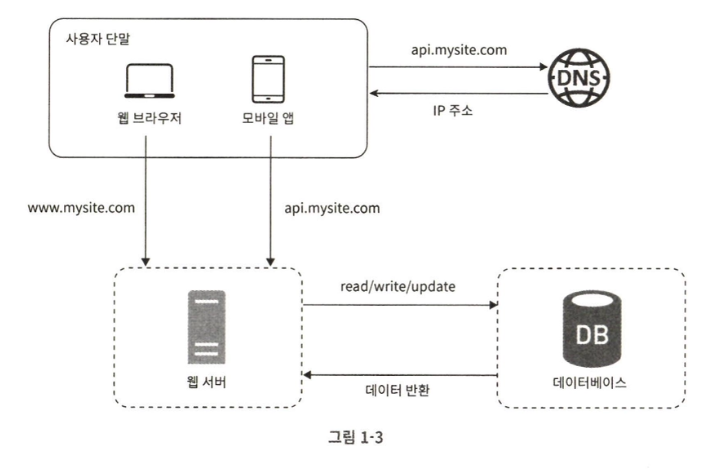 사용자 단말
api.mysite.com
DNS
웹 브라우저
모바일 앱
IP 주소
www.mysite.com
api.mysite.com
read/write/update
DB
웹 서버
데이터베이스
데이터 반환
그림 1-3